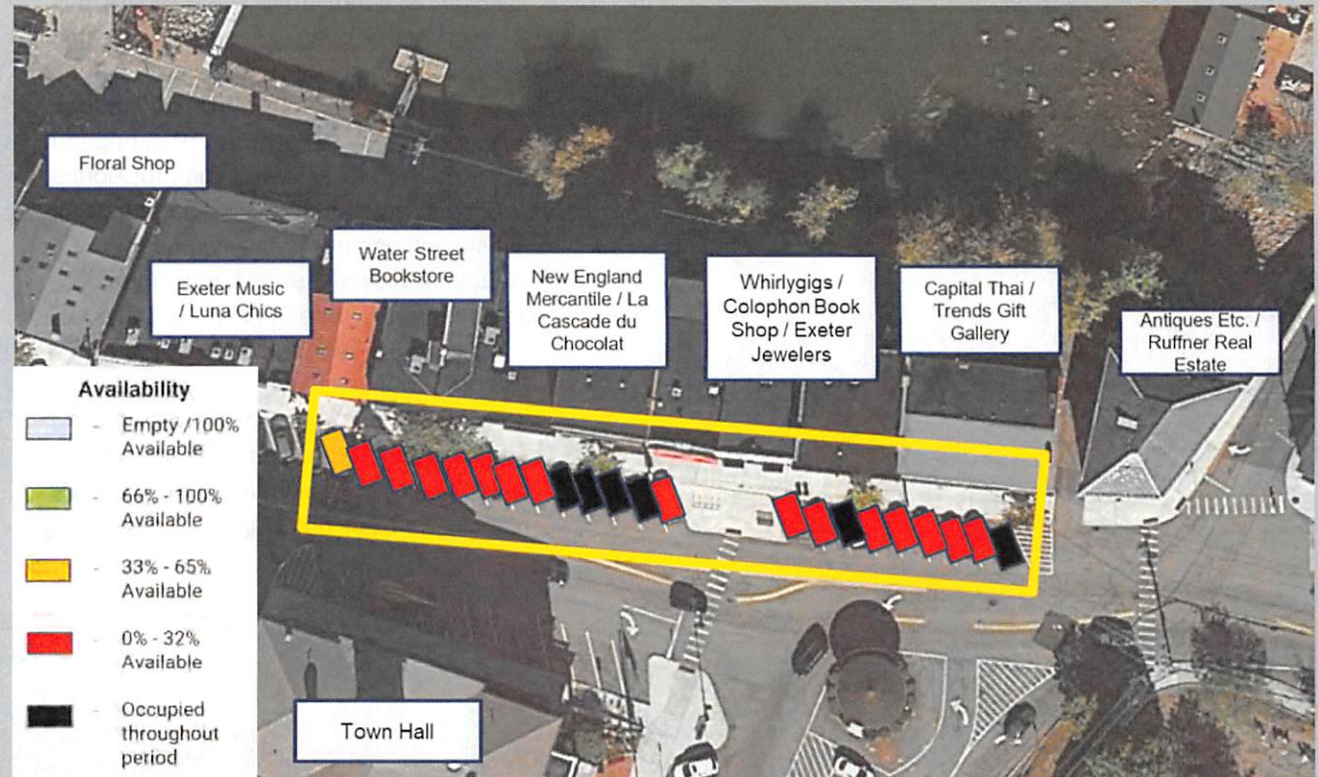 Floral Shop
Exeter Music
/ Luna Chics
Water Street
Bookstore
New England
Mercantile / La
Cascade du
Chocolat
Whirlygigs /
Colophon Book
Shop / Exeter
Jewelers
Capital Thai /
Trends Gift
Gallery
Antiques Etc. /
Ruffner Real
Estate
Availability
- Empty /100%
Available
- 66% - 100%
Available
- 33% - 65%
Available
- 0% - 32%
Available
- Occupied
throughout
period
Town Hall